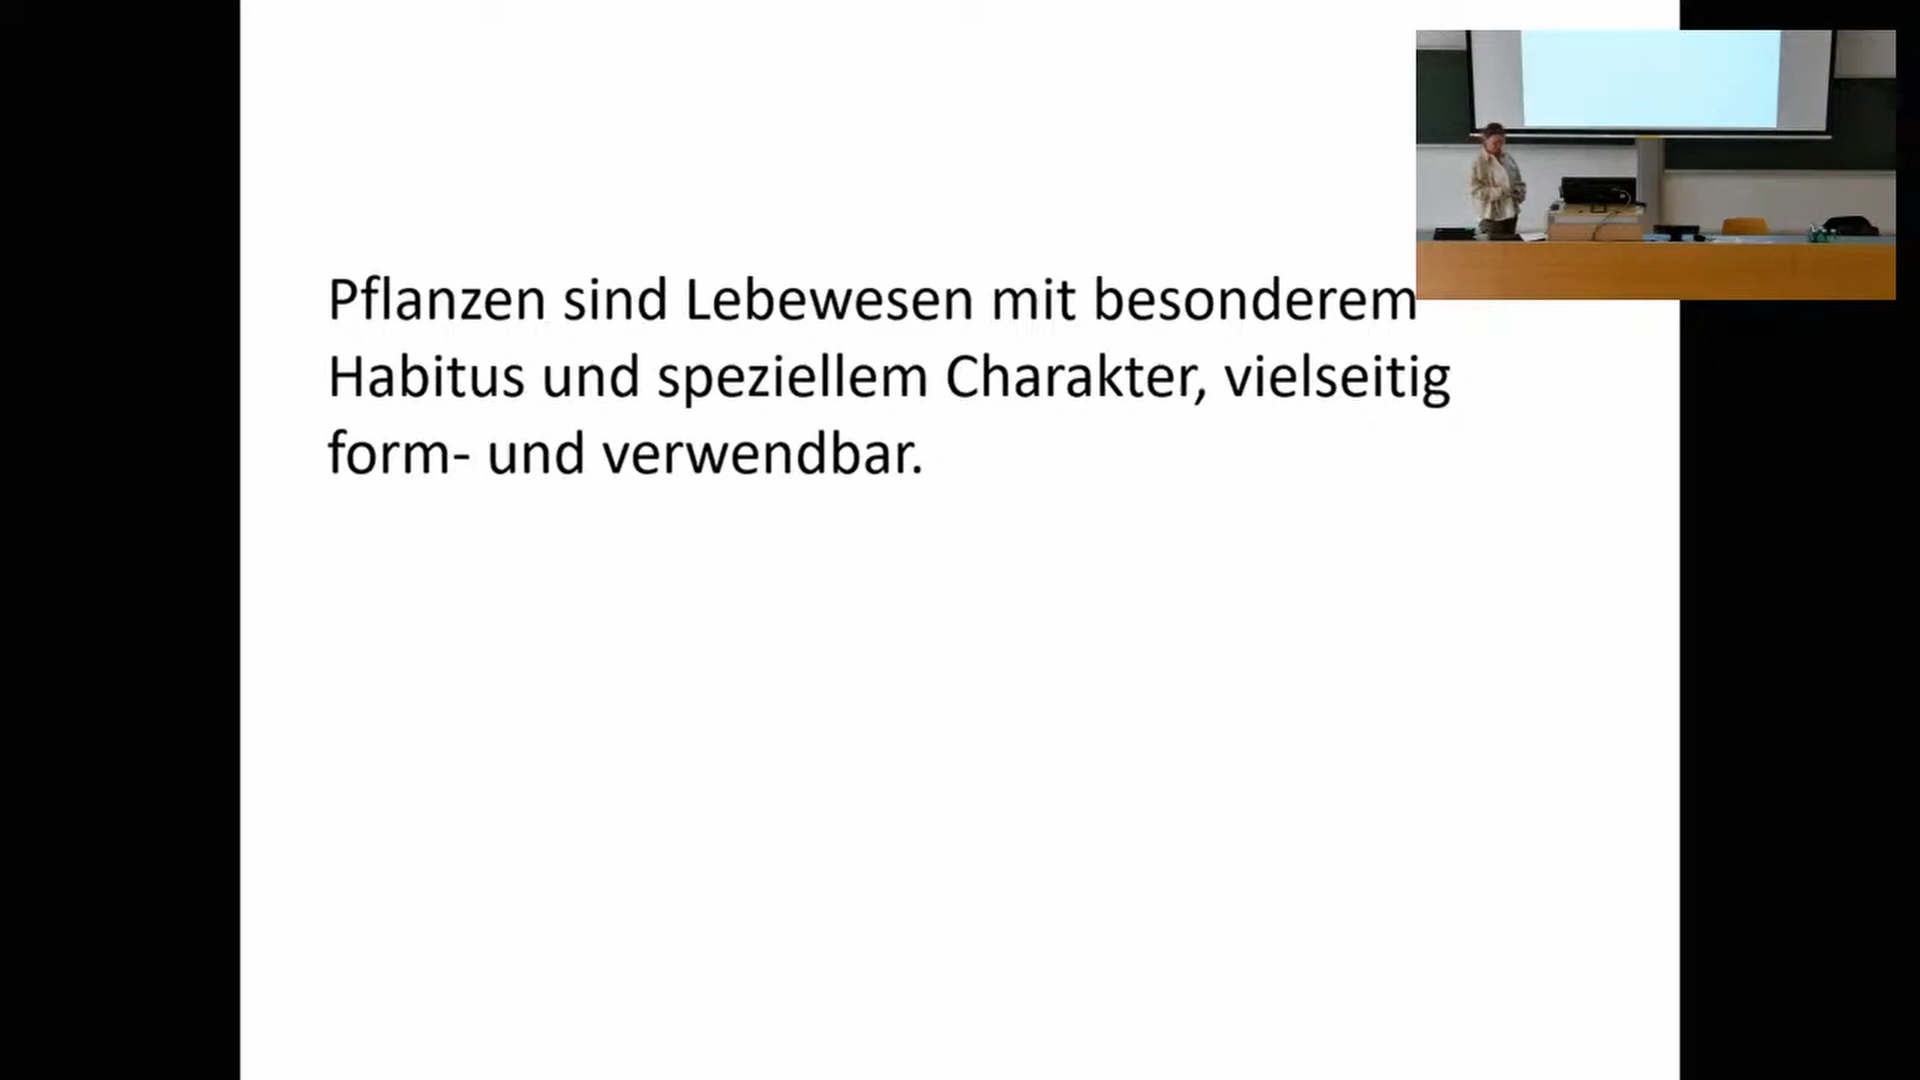 Pflanzen sind Lebewesen mit besonderem
Habitus und speziellem Charakter, vielseitig
form- und verwendbar.